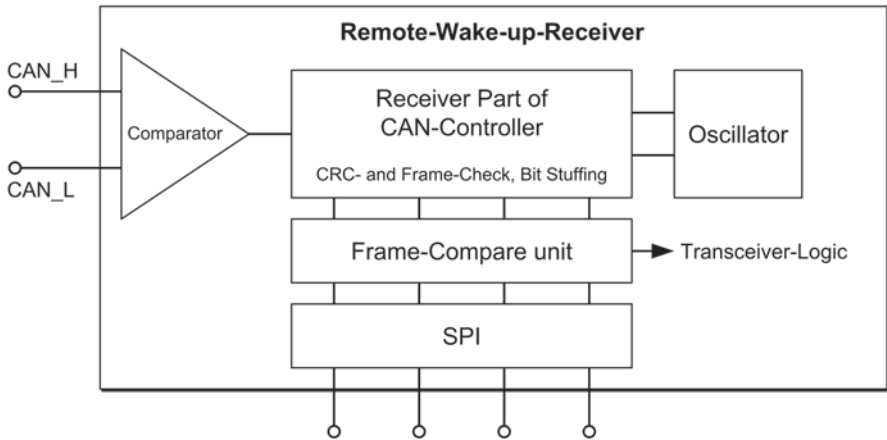 Remote-Wake-up-Receiver
CAN_H
CAN_L
Comparator
Receiver Part of
CAN-Controller
CRC- and Frame-Check, Bit Stuffing
Oscillator
Frame-Compare unit
Transceiver-Logic
SPI